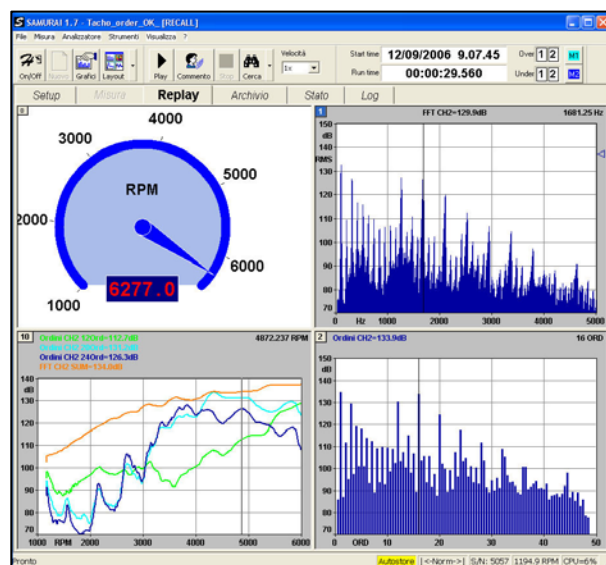 SAMURAI 1.7 - Tacho_order_OK_ [RECALL]
File Misura Analizzatore Strumenti Visualizza ?
On/Off Nuovo Grafici Layout Play Commento Stop Cerca
Velocità
1x
Start time 12/09/2006 9.07.45
Run time 00:00:29.560
Over 1 2 M1
Under 1 2 M2
Setup Misura Replay Archivio Stato Log
RPM
1000 2000 3000 4000 5000 6000
6277.0
1 FFT CH2=129.9dB 1681.25 Hz
150
dB
RMS
130
120
110
100
90
80
70
0 Hz 1000 2000 3000 4000 5000
10 Ordini CH2 12Ord=112.7dB 4872.237 RPM
Ordini CH2 24Ord=126.3dB
FFT CH2 SUM=134.0dB
140
dB
120
110
100
90
80
70
1000 RPM 2000 3000 4000 5000 6000
2 Ordini CH2=133.9dB 16 ORD
150
dB
130
120
110
100
90
80
70
0 ORD 10 20 30 40 50
Pronto Autostore |<-Norm->| S/N: 5057 1194.9 RPM CPU=6%